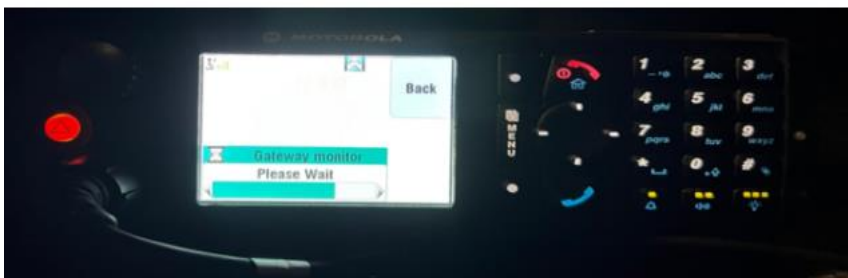 MOTOROLA
Back
MENU
Gateway monitor
Please Wait
1
2 abc
3 def
4 ghi
5 jkl
6 mno
7 pqrs
8 tuv
9 wxyz
*
0
#